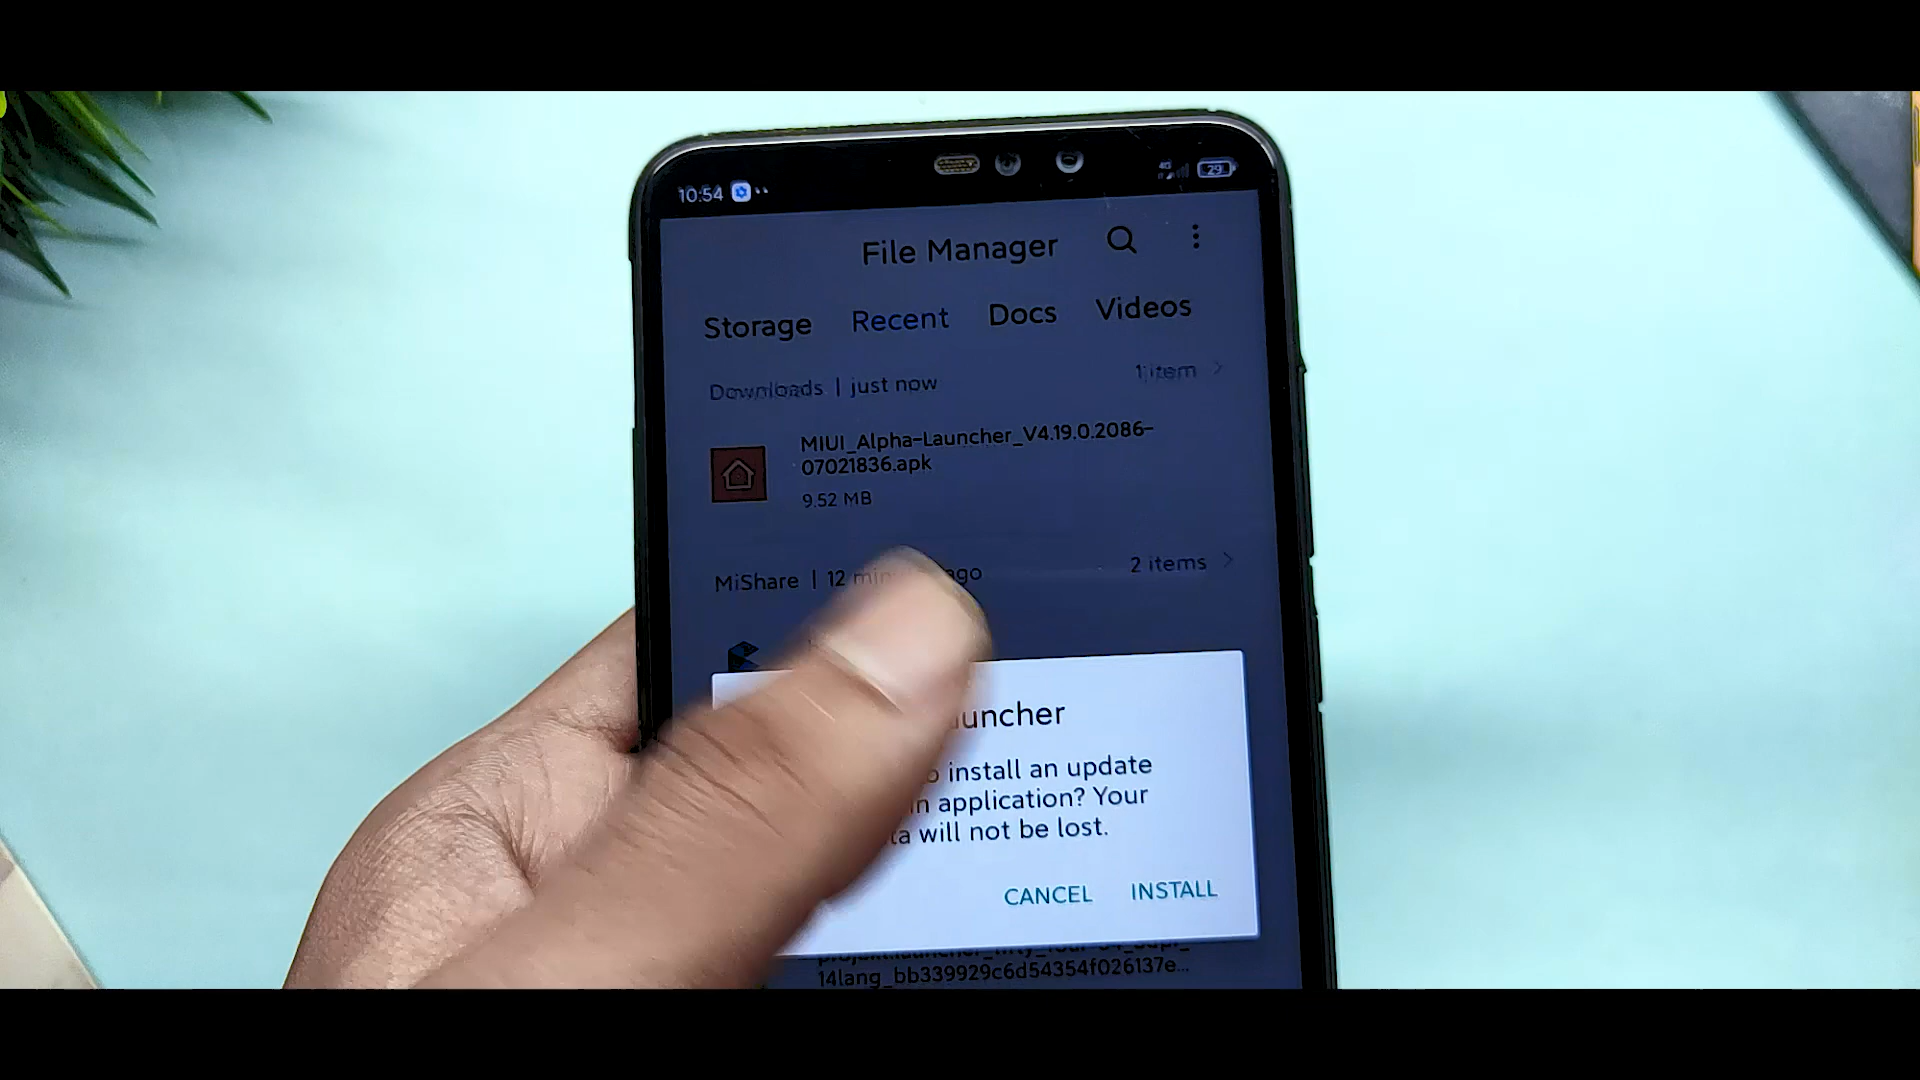 10:54
4G
29
File Manager
Storage Recent Docs Videos
Downloads | just now 1 item
MIUI_Alpha-Launcher_V4.19.0.2086-
07021836.apk
9.52 MB
MiShare | 12 ago 2 items
uncher
install an update
application? Your
will not be lost.
CANCEL INSTALL
14lang_bb339929c6d54354f026137e...